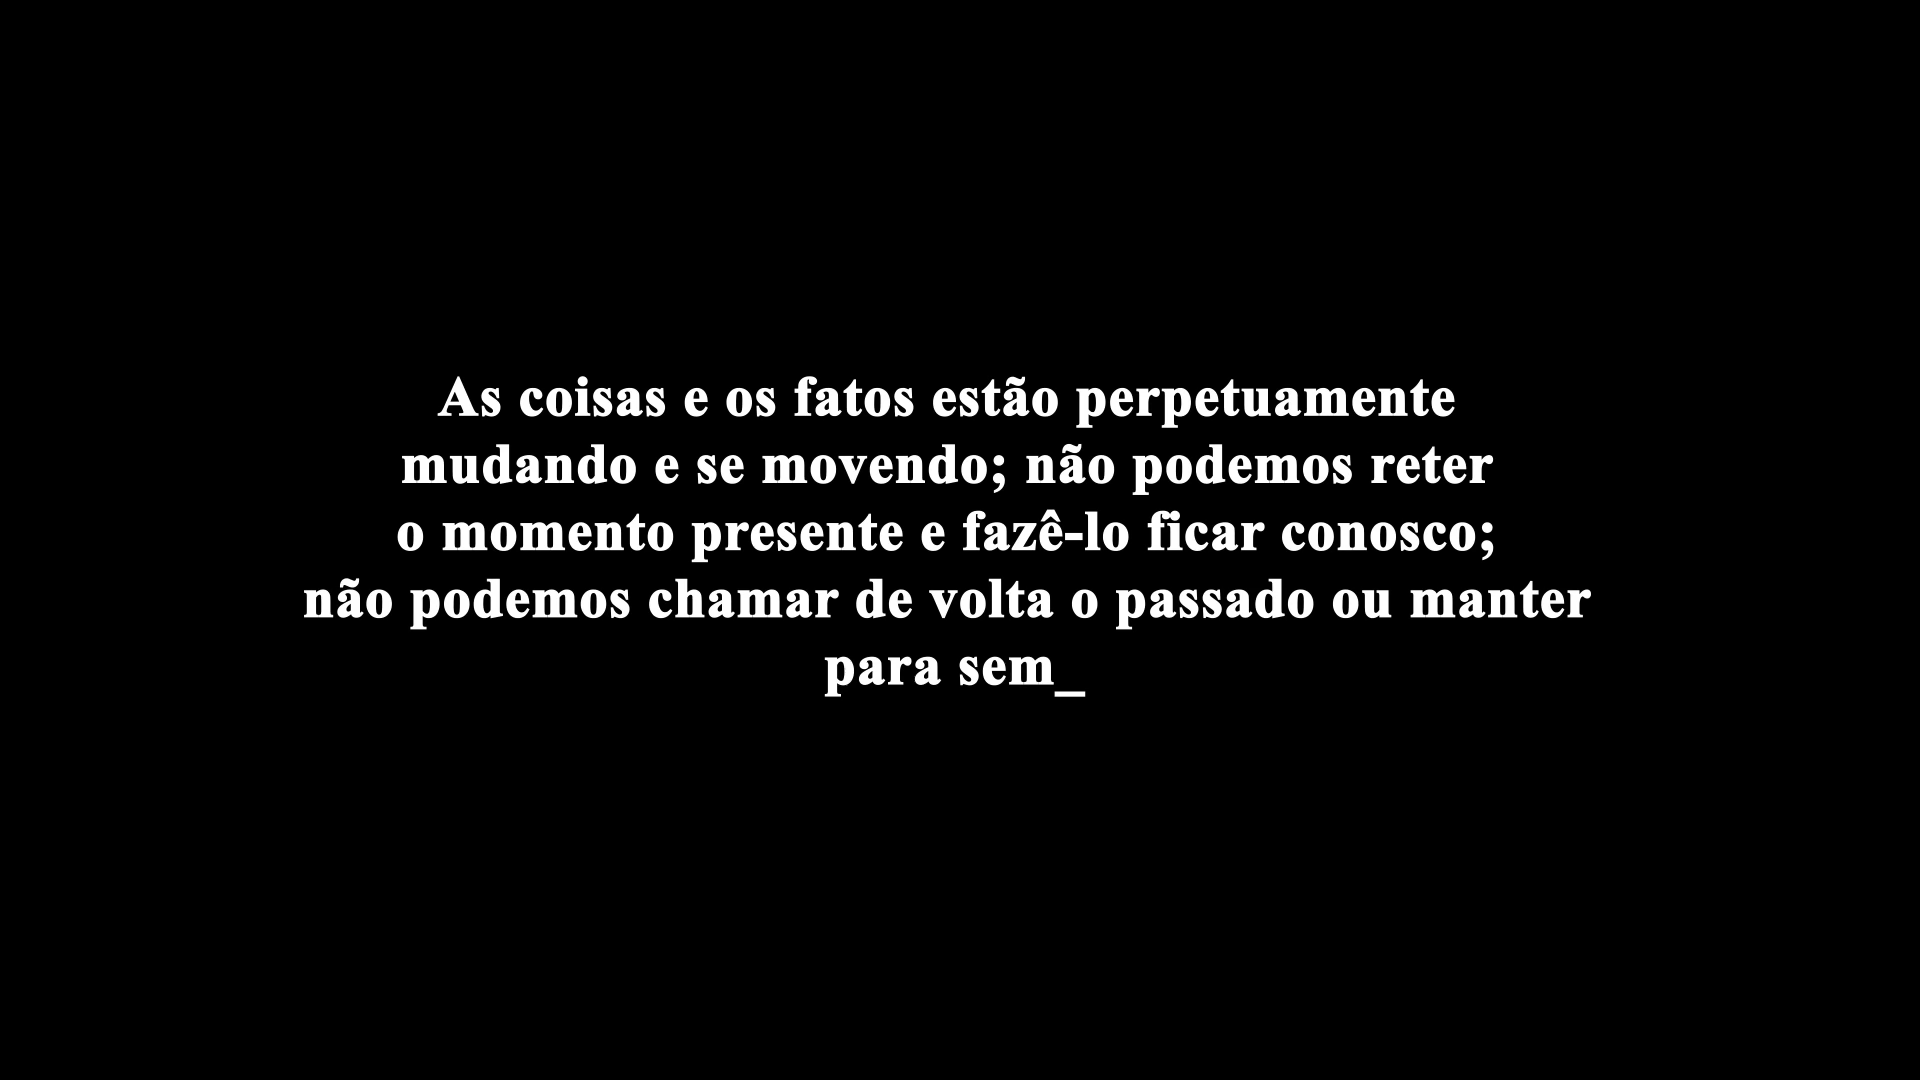 As coisas e os fatos estão perpetuamente
mudando e se movendo; não podemos reter
o momento presente e fazê-lo ficar conosco;
não podemos chamar de volta o passado ou manter
para sem_